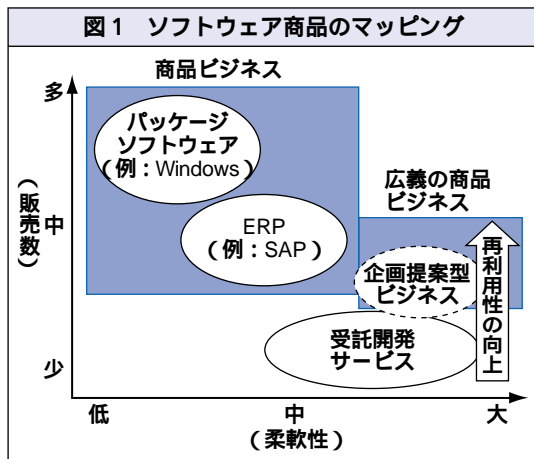 図1 ソフトウェア商品のマッピング
商品ビジネス
多
パッケージ
ソフトウェア
(例:Windows)
広義の商品
ビジネス
(販売数)
中
ERP
(例:SAP)
企画提案型
ビジネス
再利用性の向上
受託開発
サービス
少
低
中
大
(柔軟性)